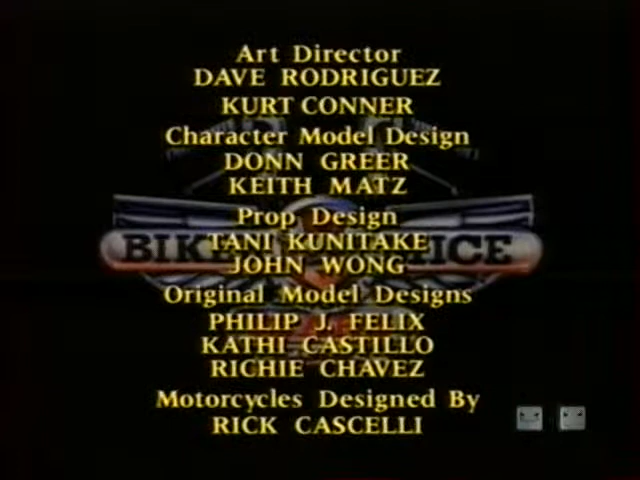 Art Director
DAVE RODRIGUEZ
KURT CONNER
Character Model Design
DONN GREER
KEITH MATZ
Prop Design
TANI KUNITAKE
JOHN WONG
Original Model Designs
PHILIP J. FELIX
KATHI CASTILLO
RICHIE CHAVEZ
Motorcycles Designed By
RICK CASCELLI